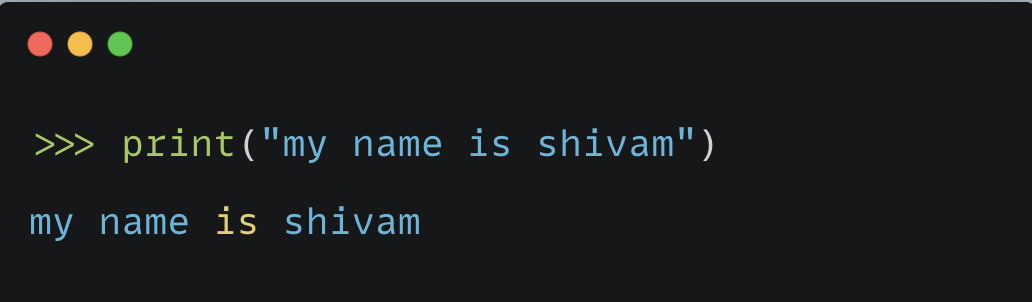 >>> print("my name is shivam")
my name is shivam